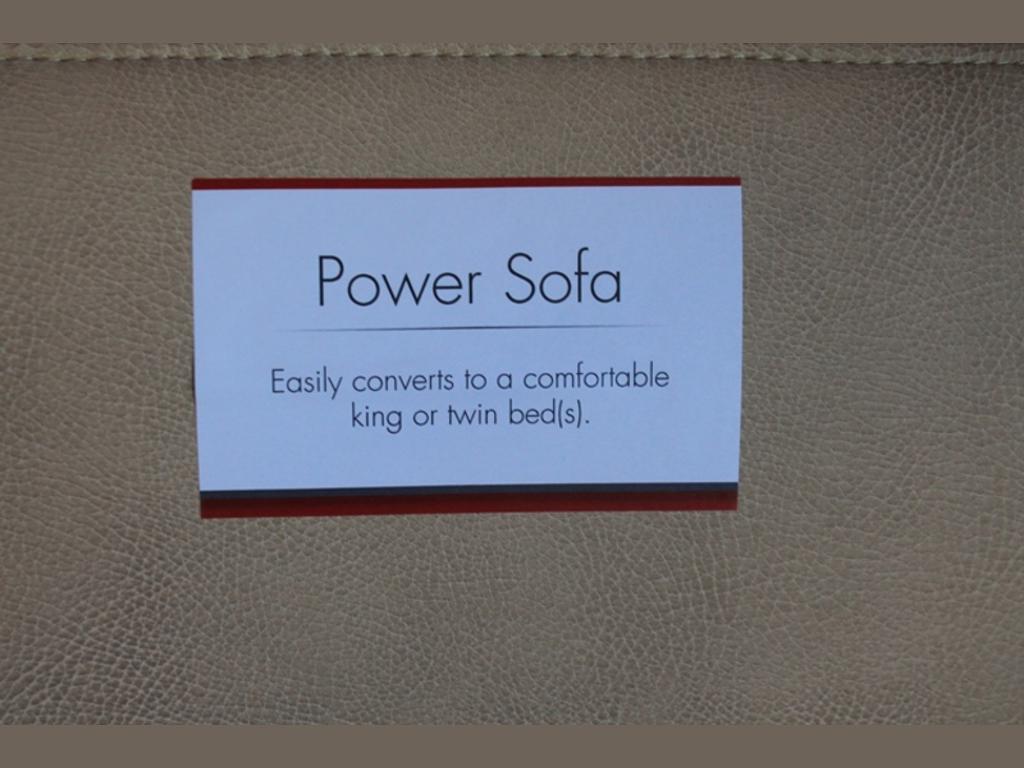 Power Sofa
Easily converts to a comfortable
king or twin bed(s).